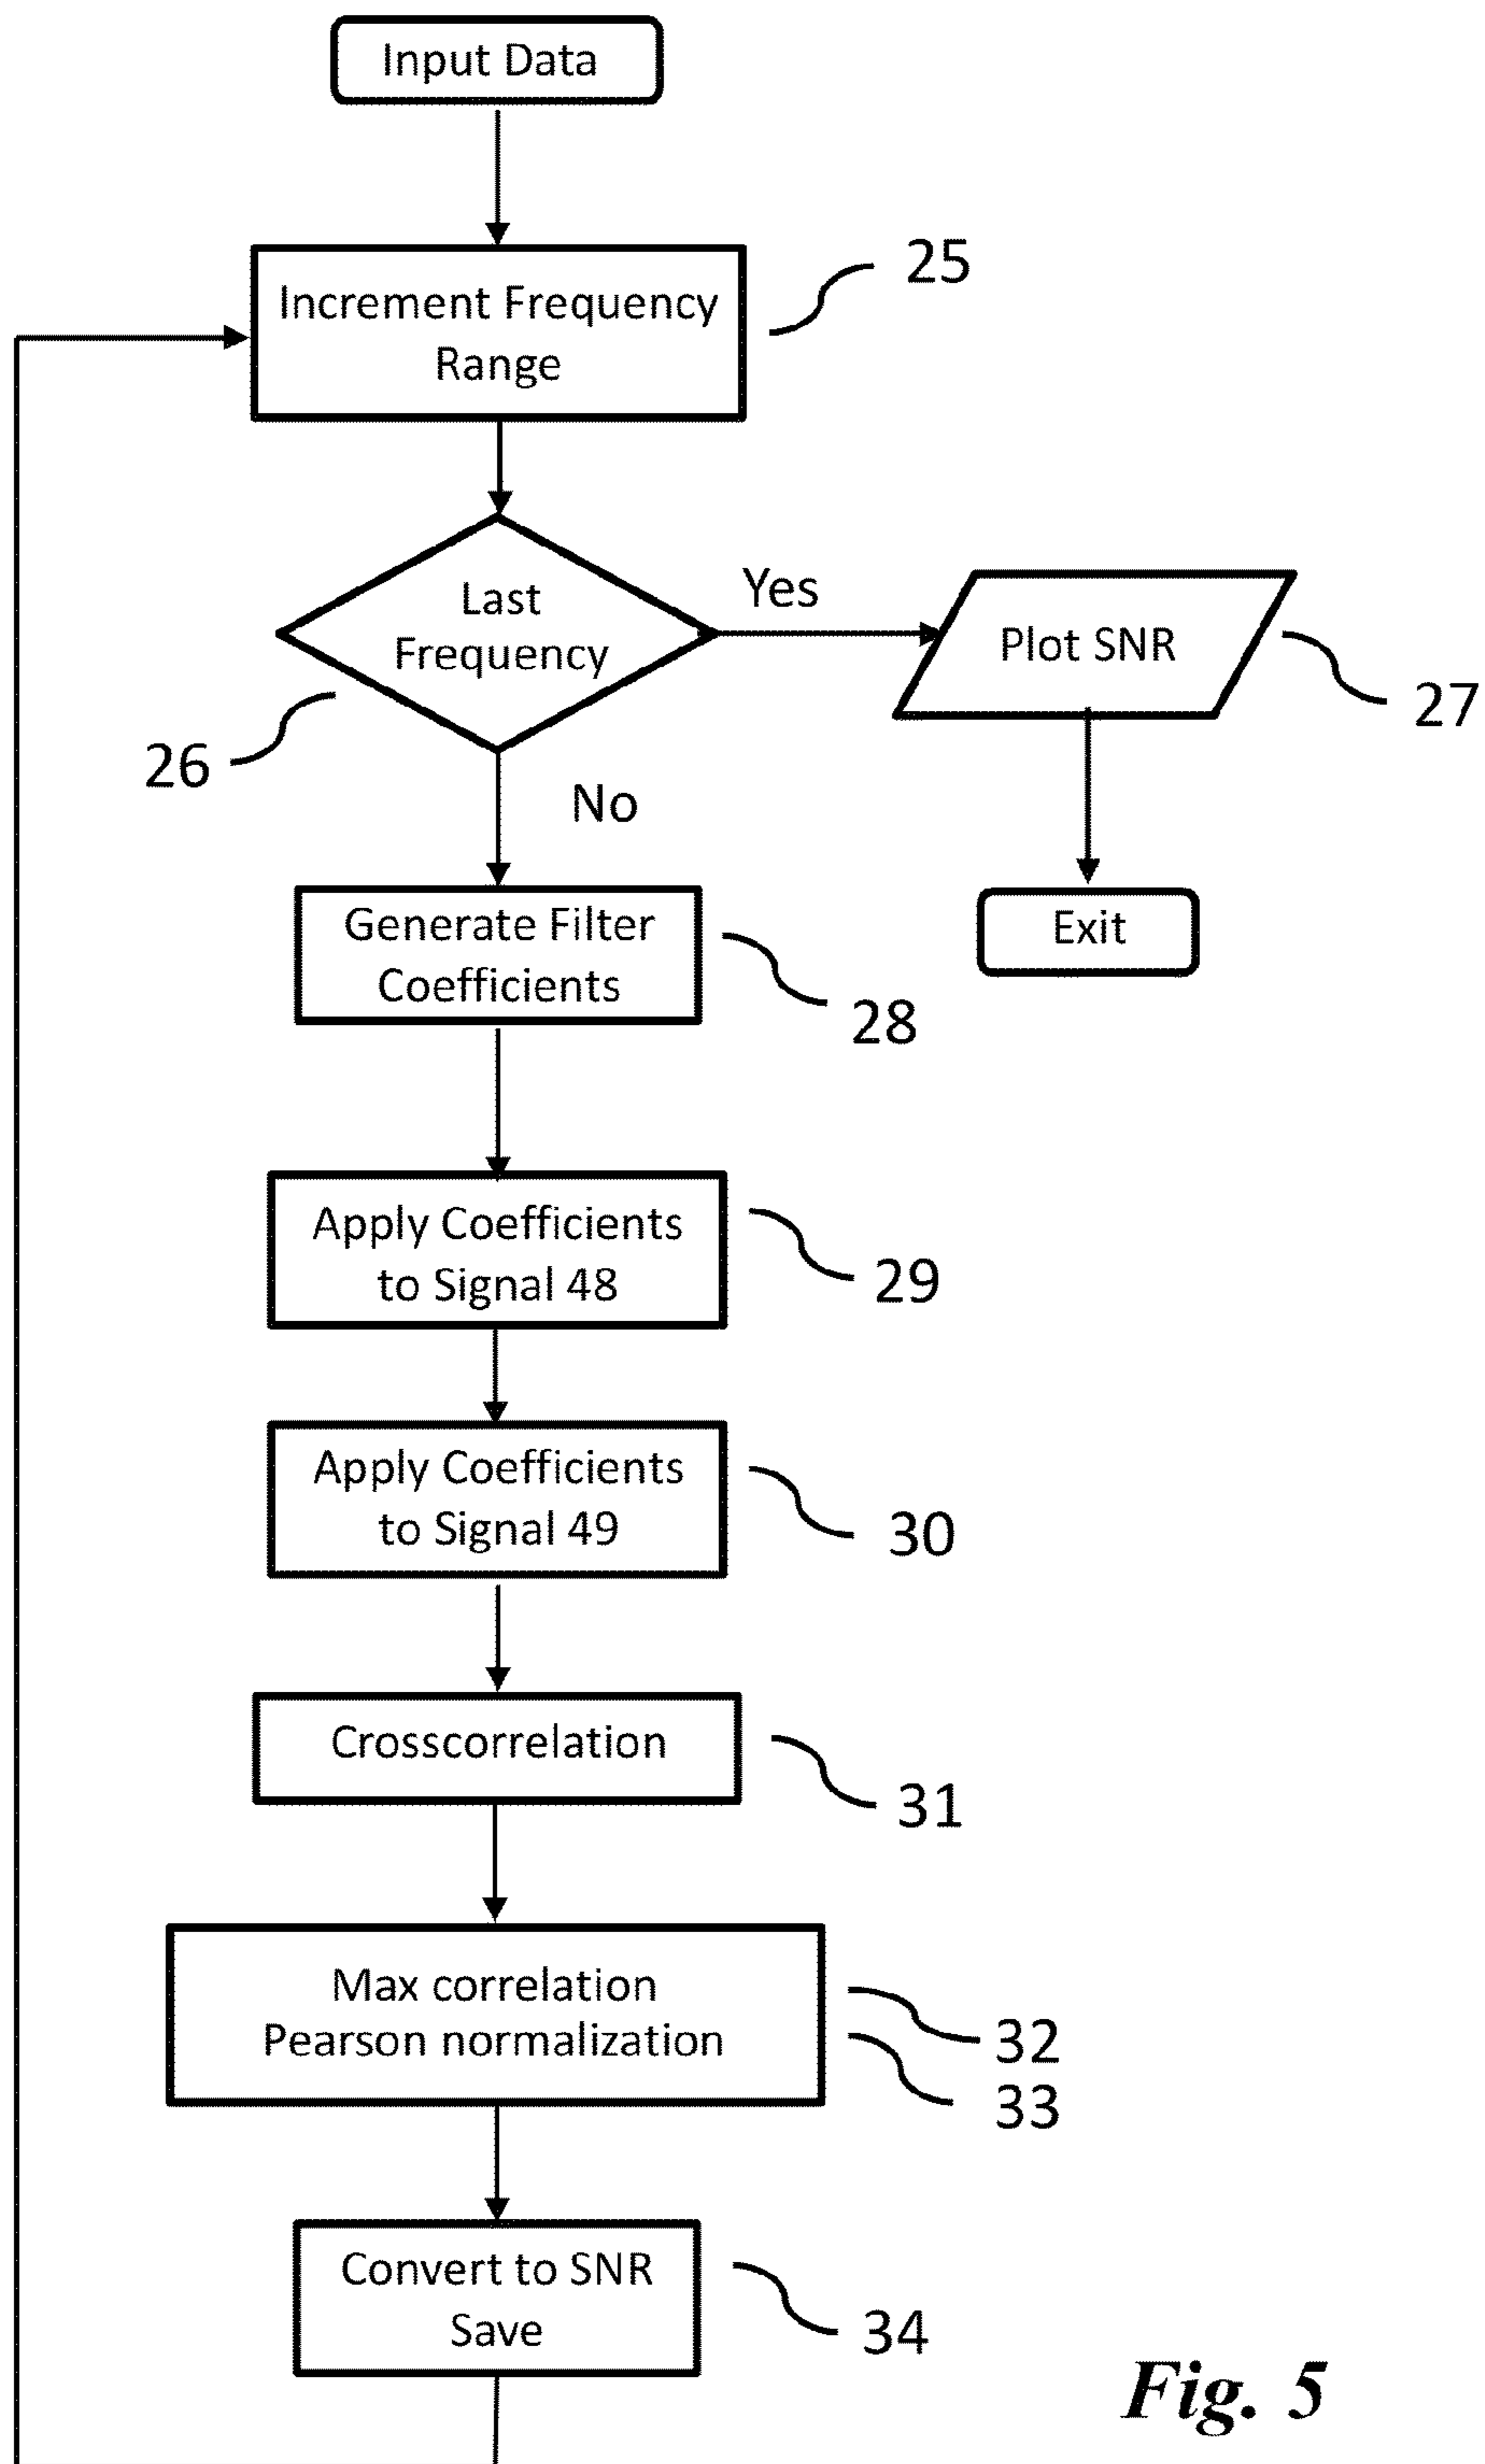 Input Data
Increment Frequency
Range
25
Last
Frequency
26
Yes
Plot SNR
27
No
Exit
Generate Filter
Coefficients
28
Apply Coefficients
to Signal 48
29
Apply Coefficients
to Signal 49
30
Crosscorrelation
31
Max correlation
Pearson normalization
32
33
Convert to SNR
Save
34
Fig. 5